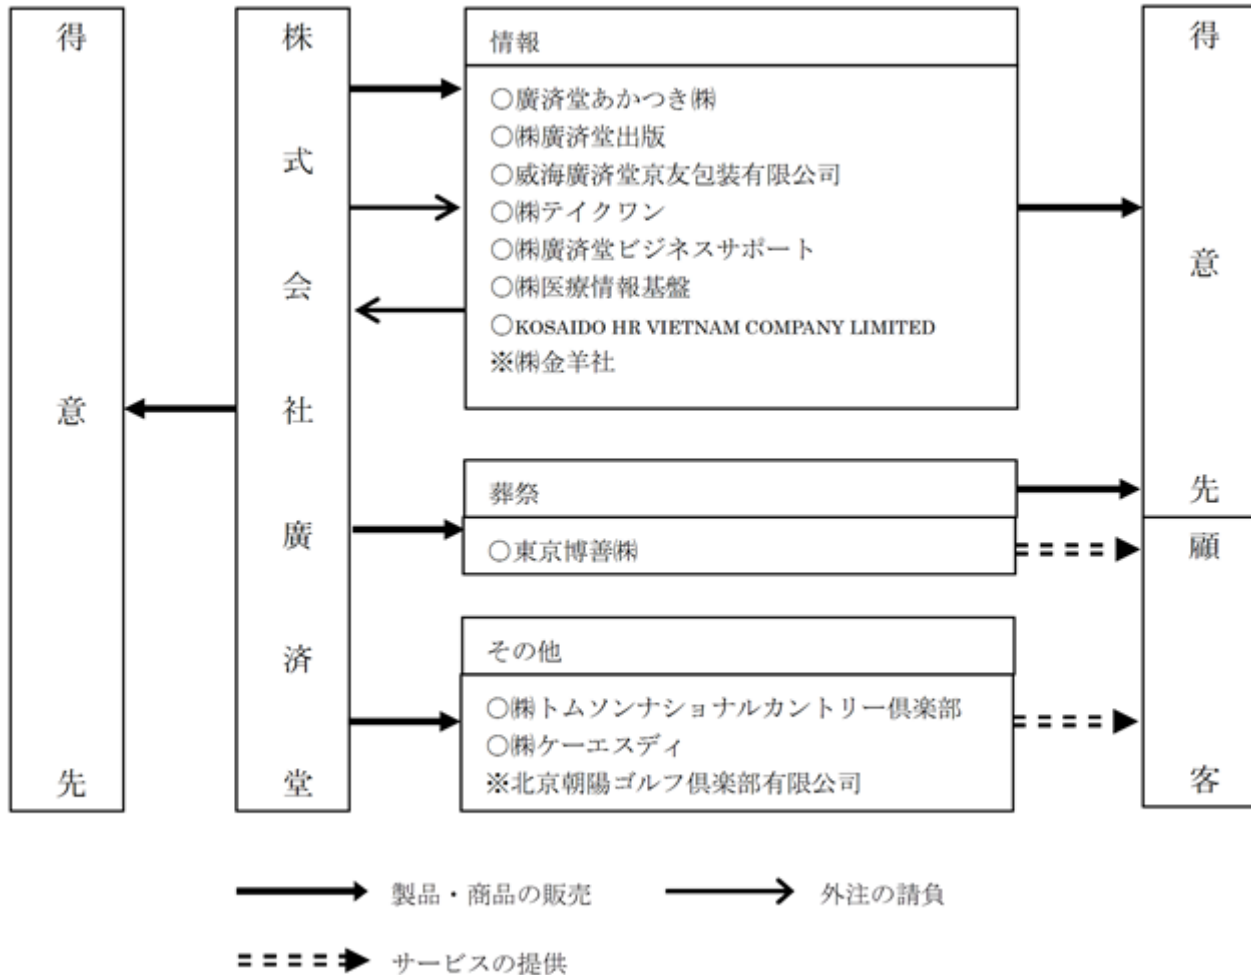 得意先
株式会社廣済堂
情報
○廣済堂あかつき㈱
○㈱廣済堂出版
○威海廣済堂京友包装有限公司
○㈱テイクワン
○㈱廣済堂ビジネスサポート
○㈱医療情報基盤
○KOSAIDO HR VIETNAM COMPANY LIMITED
※㈱金羊社
葬祭
○東京博善㈱
その他
○㈱トムソンナショナルカントリー倶楽部
○㈱ケーエスディ
※北京朝陽ゴルフ倶楽部有限公司
得意先
顧客
製品・商品の販売
外注の請負
サービスの提供